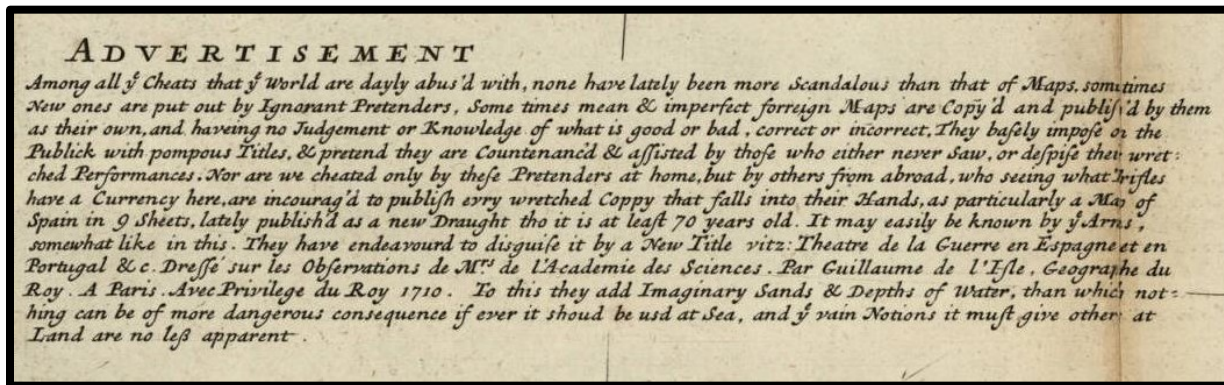 ADVERTISEMENT
Among all yͤ Cheats that yͤ World are dayly abus'd with, none have lately been more Scandalous than that of Maps. somtimes
New ones are put out by Ignorant Pretenders, Some times mean & imperfect forreign Maps are Copy'd and publiſ'd by them
as their own, and haveing no Judgement or Knowledge of what is good or bad, correct or incorrect, They baſely impoſe on the
Publick with pompous Titles, & pretend they are Countenanc'd & aſſisted by thoſe who either never Saw, or deſpiſe their wret:
ched Performances. Nor are we cheated only by theſe Pretenders at home, but by others from abroad, who seeing what Trifles
have a Currency here, are incourag'd to publiſh evry wretched Coppy that falls into their Hands, as particularly a Map of
Spain in 9 Sheets, lately publish'd as a new Draught tho it is at leaſt 70 years old. It may easily be known by yͤ Arms,
somewhat like in this. They have endeavourd to disguiſe it by a New Title vitz: Theatre de la Guerre en Espagne et en
Portugal &c. Dreſſé sur les Obſervations de Mʳˢ de l'Academie des Sciences. Par Guillaume de l'Iſle, Geographe du
Roy. A Paris. Avec Privilege du Roy 1710. To this they add Imaginary Sands & Depths of Water, than which not=
hing can be of more dangerous consequence if ever it shoud be usd at Sea, and yͤ vain Notions it muſt give others at
Land are no leſs apparent.